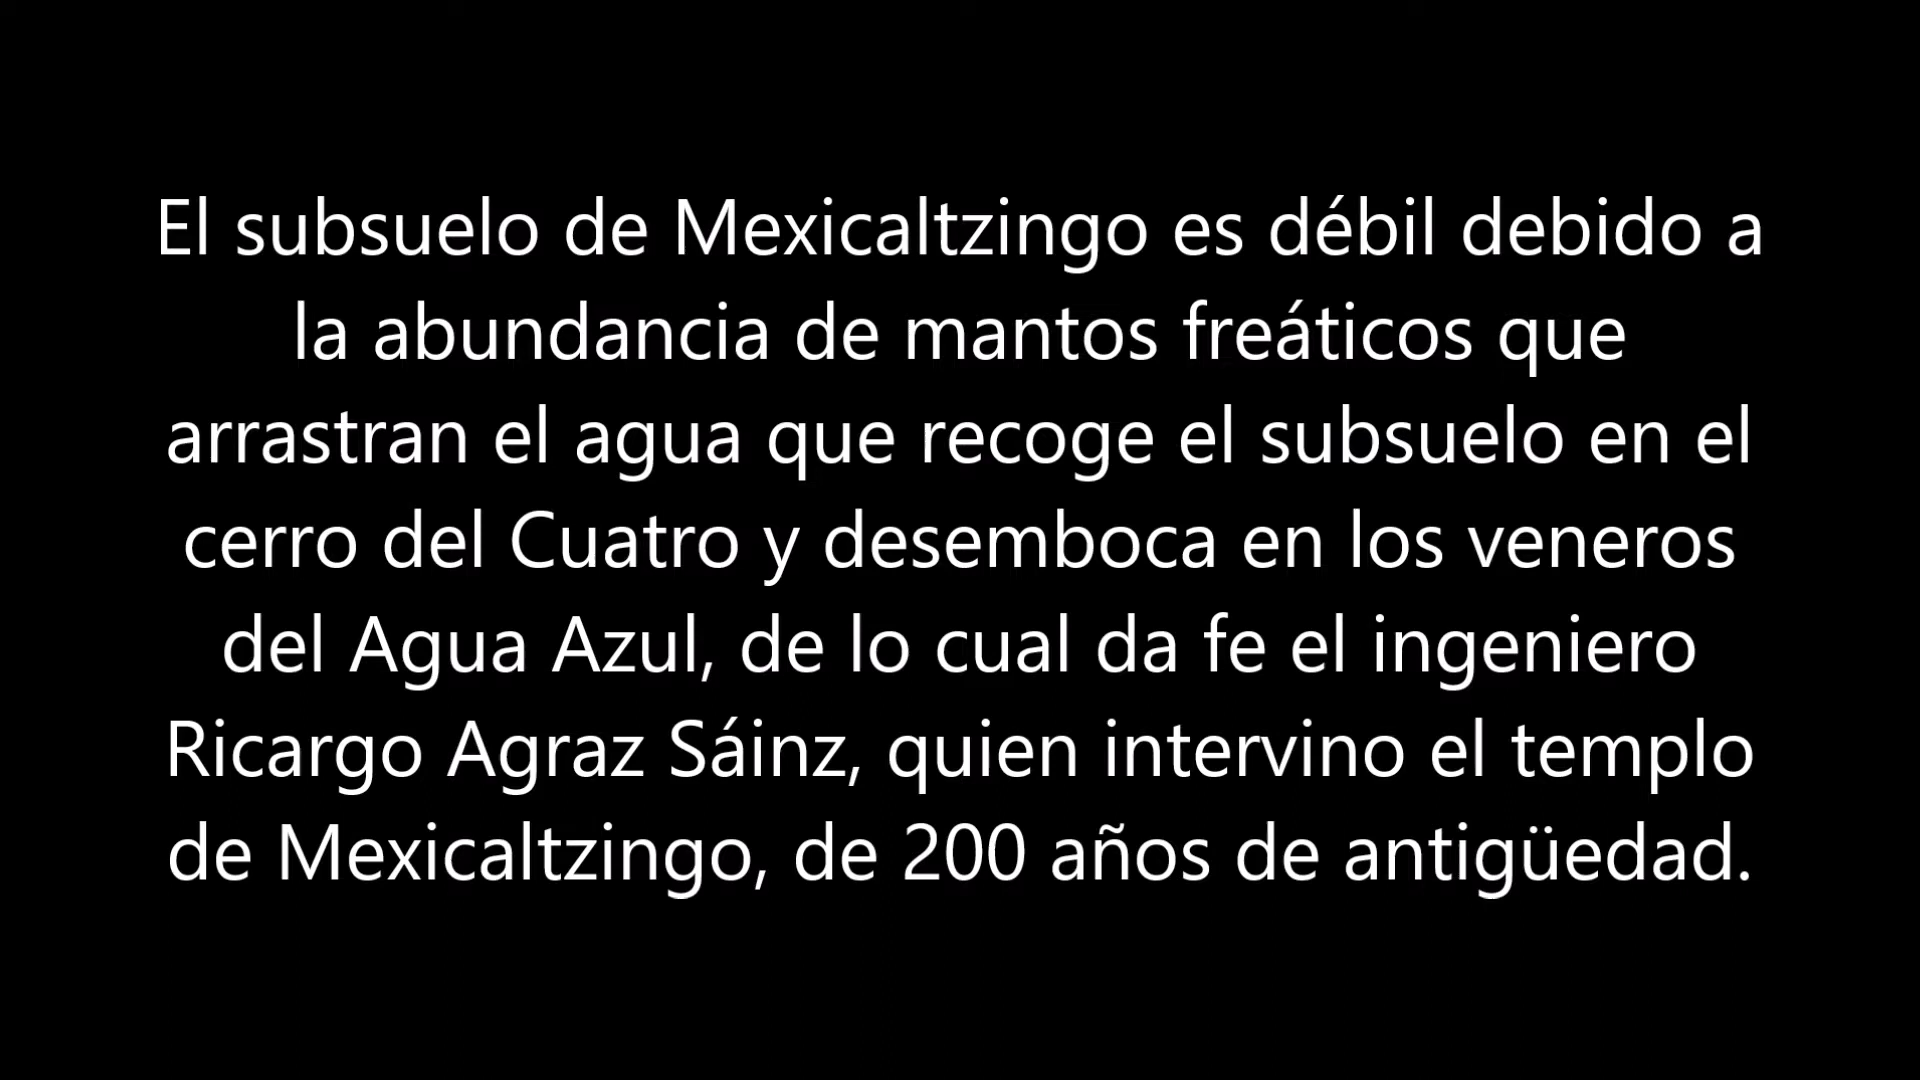 El subsuelo de Mexicaltzingo es débil debido a
la abundancia de mantos freáticos que
arrastran el agua que recoge el subsuelo en el
cerro del Cuatro y desemboca en los veneros
del Agua Azul, de lo cual da fe el ingeniero
Ricargo Agraz Sáinz, quien intervino el templo
de Mexicaltzingo, de 200 años de antigüedad.